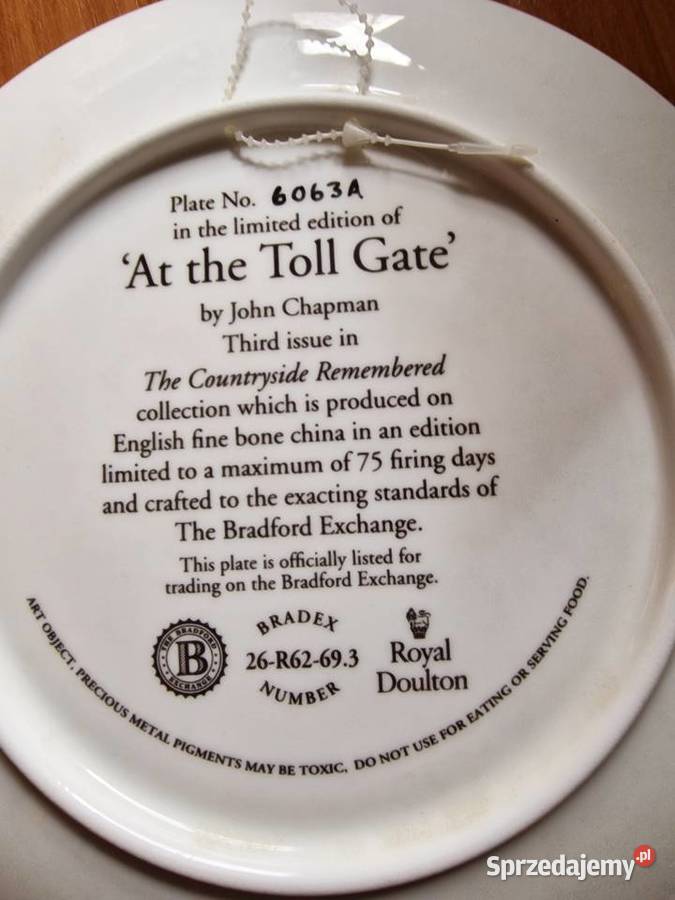 Plate No. 6063A
in the limited edition of
‘At the Toll Gate’
by John Chapman
Third issue in
The Countryside Remembered
collection which is produced on
English fine bone china in an edition
limited to a maximum of 75 firing days
and crafted to the exacting standards of
The Bradford Exchange.
This plate is officially listed for
trading on the Bradford Exchange.
THE BRADFORD
B
EXCHANGE
BRADEX
26-R62-69.3
NUMBER
Royal
Doulton
ART OBJECT, PRECIOUS METAL PIGMENTS MAY BE TOXIC, DO NOT USE FOR EATING OR SERVING FOOD.
Sprzedajemy.pl